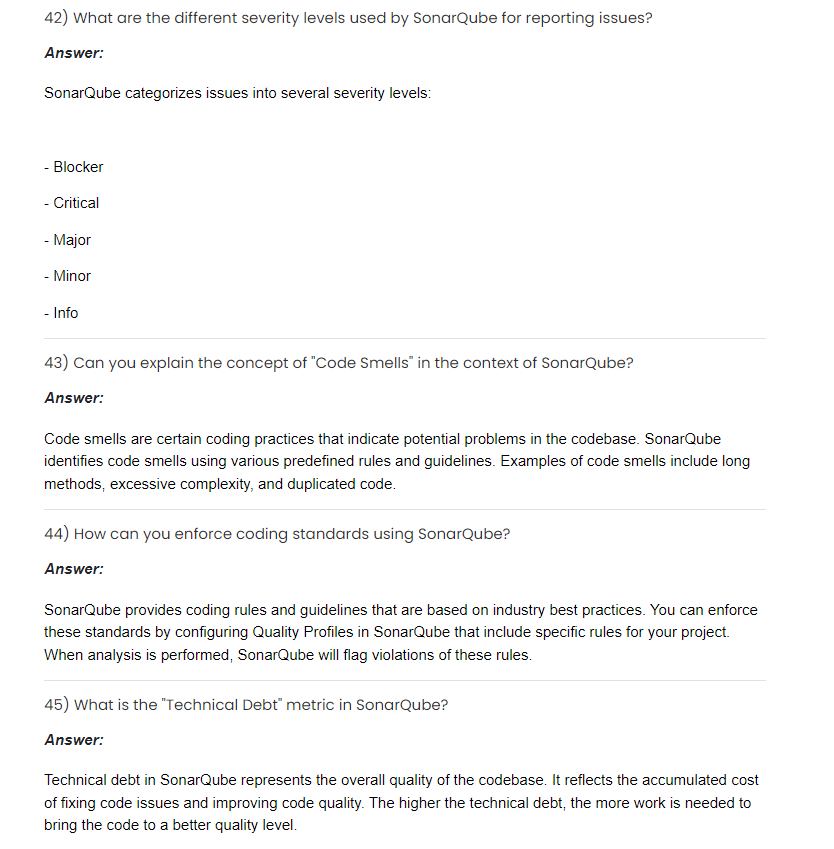 42) What are the different severity levels used by SonarQube for reporting issues?
Answer:
SonarQube categorizes issues into several severity levels:
- Blocker
- Critical
- Major
- Minor
- Info
43) Can you explain the concept of "Code Smells" in the context of SonarQube?
Answer:
Code smells are certain coding practices that indicate potential problems in the codebase. SonarQube
identifies code smells using various predefined rules and guidelines. Examples of code smells include long
methods, excessive complexity, and duplicated code.
44) How can you enforce coding standards using SonarQube?
Answer:
SonarQube provides coding rules and guidelines that are based on industry best practices. You can enforce
these standards by configuring Quality Profiles in SonarQube that include specific rules for your project.
When analysis is performed, SonarQube will flag violations of these rules.
45) What is the "Technical Debt" metric in SonarQube?
Answer:
Technical debt in SonarQube represents the overall quality of the codebase. It reflects the accumulated cost
of fixing code issues and improving code quality. The higher the technical debt, the more work is needed to
bring the code to a better quality level.